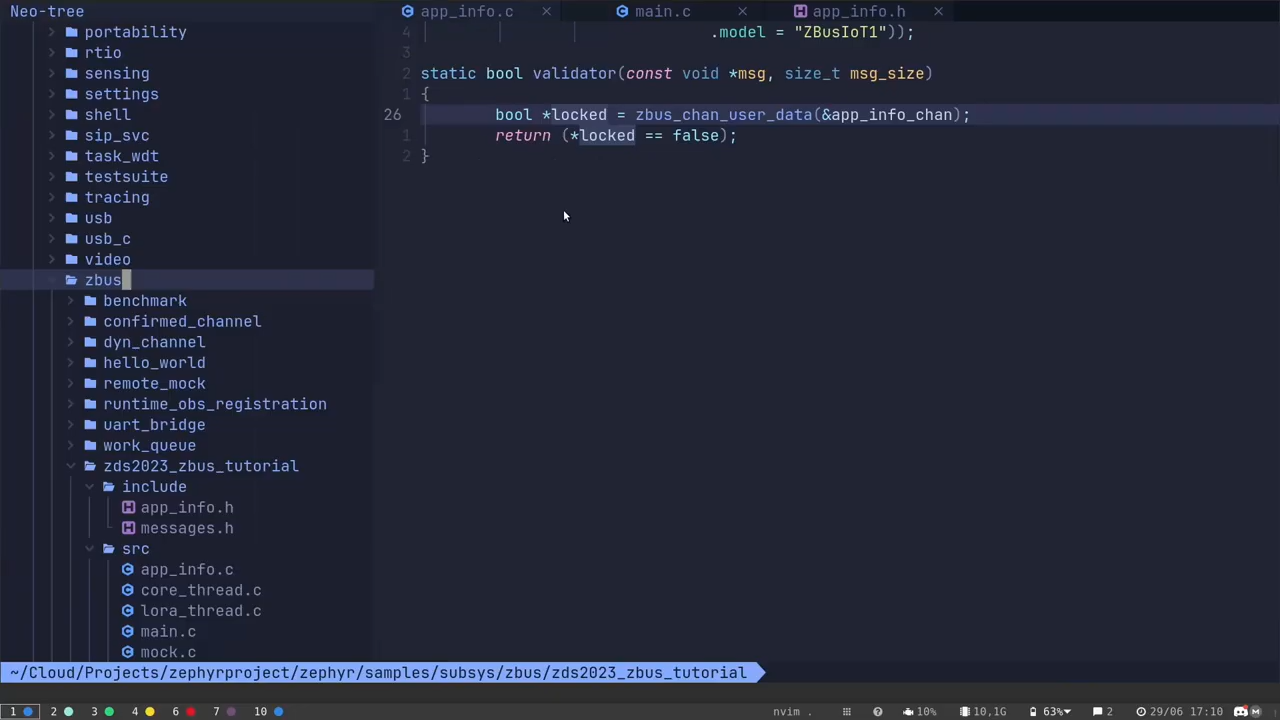 Neo-tree
portability
rtio
sensing
settings
shell
sip_svc
task_wdt
testsuite
tracing
usb
usb_c
video
zbus
benchmark
confirmed_channel
dyn_channel
hello_world
remote_mock
runtime_obs_registration
uart_bridge
work_queue
zds2023_zbus_tutorial
include
app_info.h
messages.h
src
app_info.c
core_thread.c
lora_thread.c
main.c
mock.c
app_info.c × main.c × app_info.h ×
4 .model = "ZBusIoT1"));
3
2 static bool validator(const void *msg, size_t msg_size)
1 {
26 bool *locked = zbus_chan_user_data(&app_info_chan);
1 return (*locked == false);
2 }
~/Cloud/Projects/zephyrproject/zephyr/samples/subsys/zbus/zds2023_zbus_tutorial
1 2 3 4 6 7 10 nvim . 10% 10,1G 63% 2 29/06 17:10